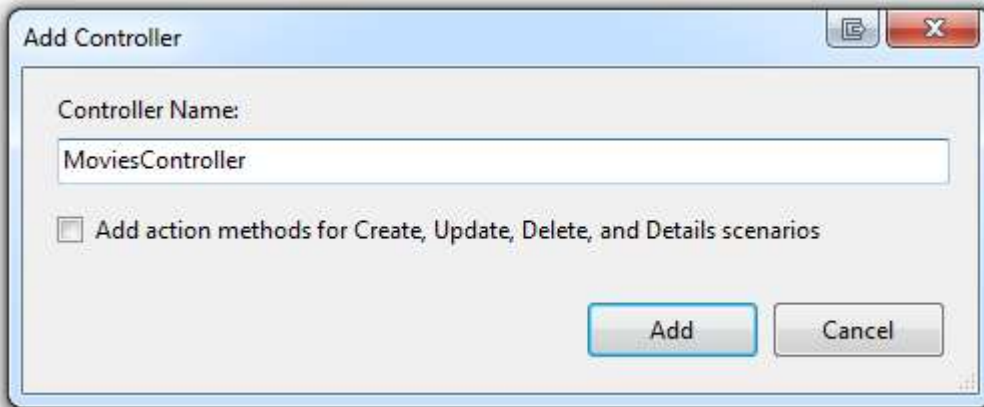 Add Controller
Controller Name:
MoviesController
Add action methods for Create, Update, Delete, and Details scenarios
Add
Cancel